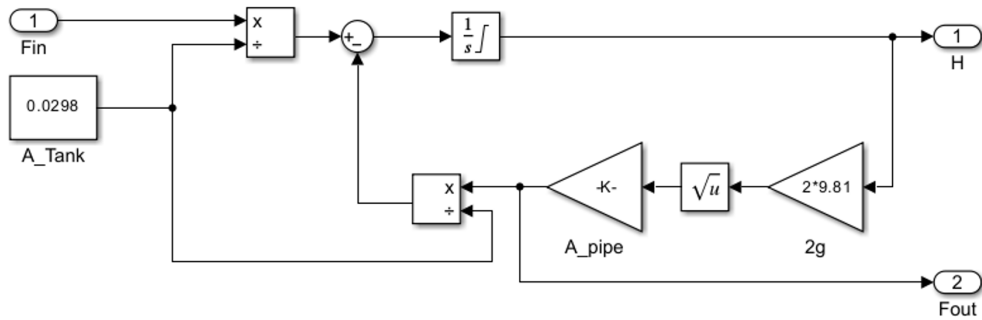 1
Fin
x
÷
+
−
1
s
1
H
0.0298
A_Tank
x
÷
-K-
√u
2*9.81
A_pipe
2g
2
Fout